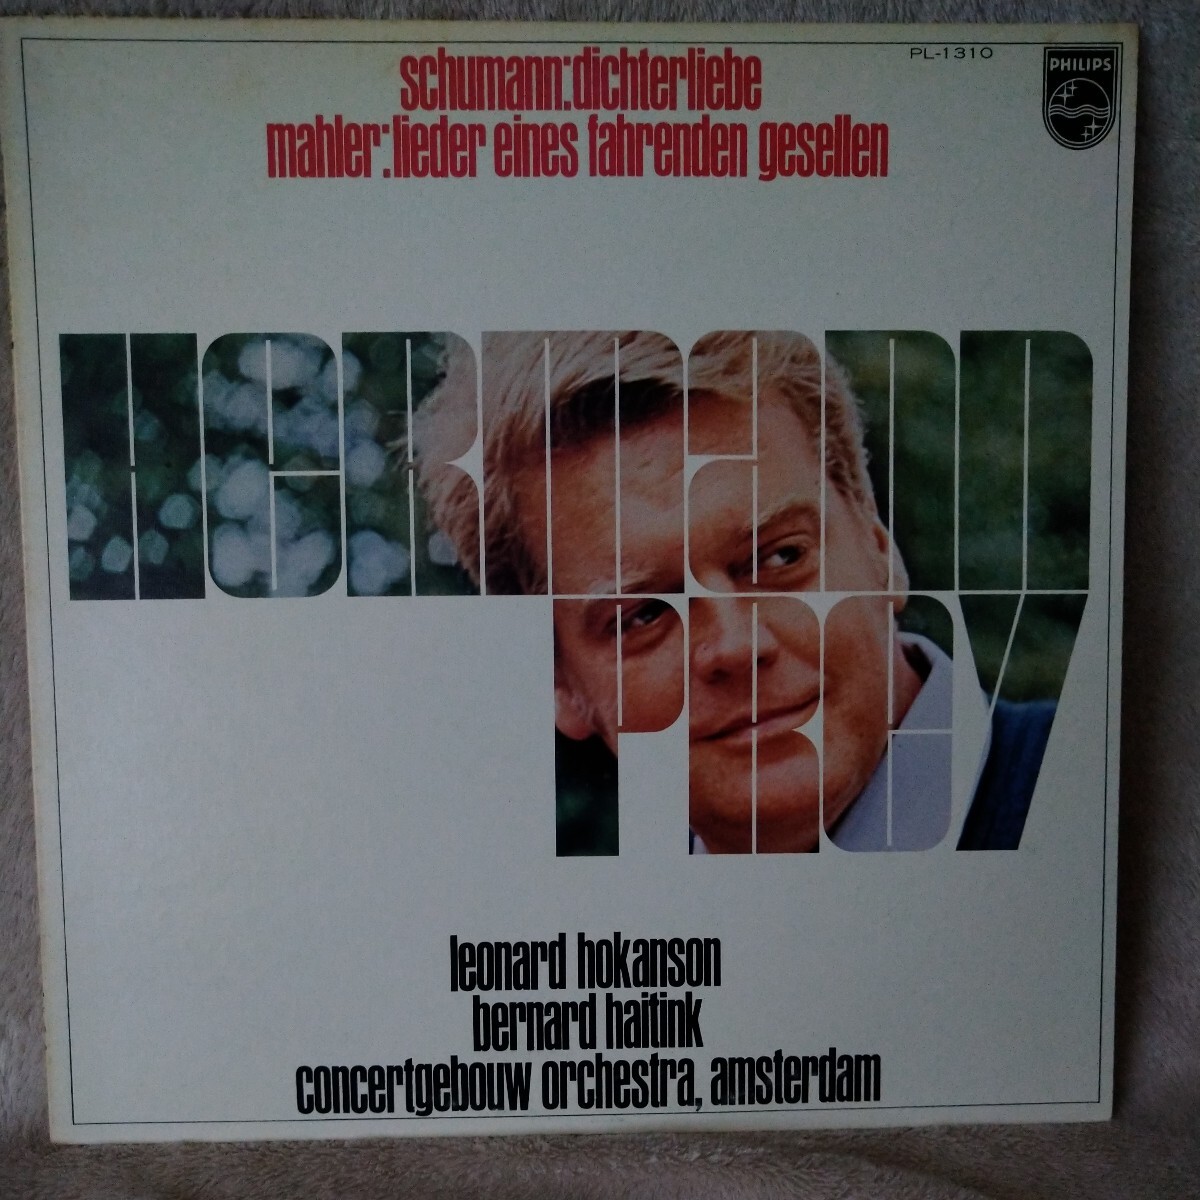 schumann:dichterliebe
mahler:lieder eines fahrenden gesellen
PL-1310
PHILIPS
HERMANN
PREY
leonard hokanson
bernard haitink
concertgebouw orchestra, amsterdam